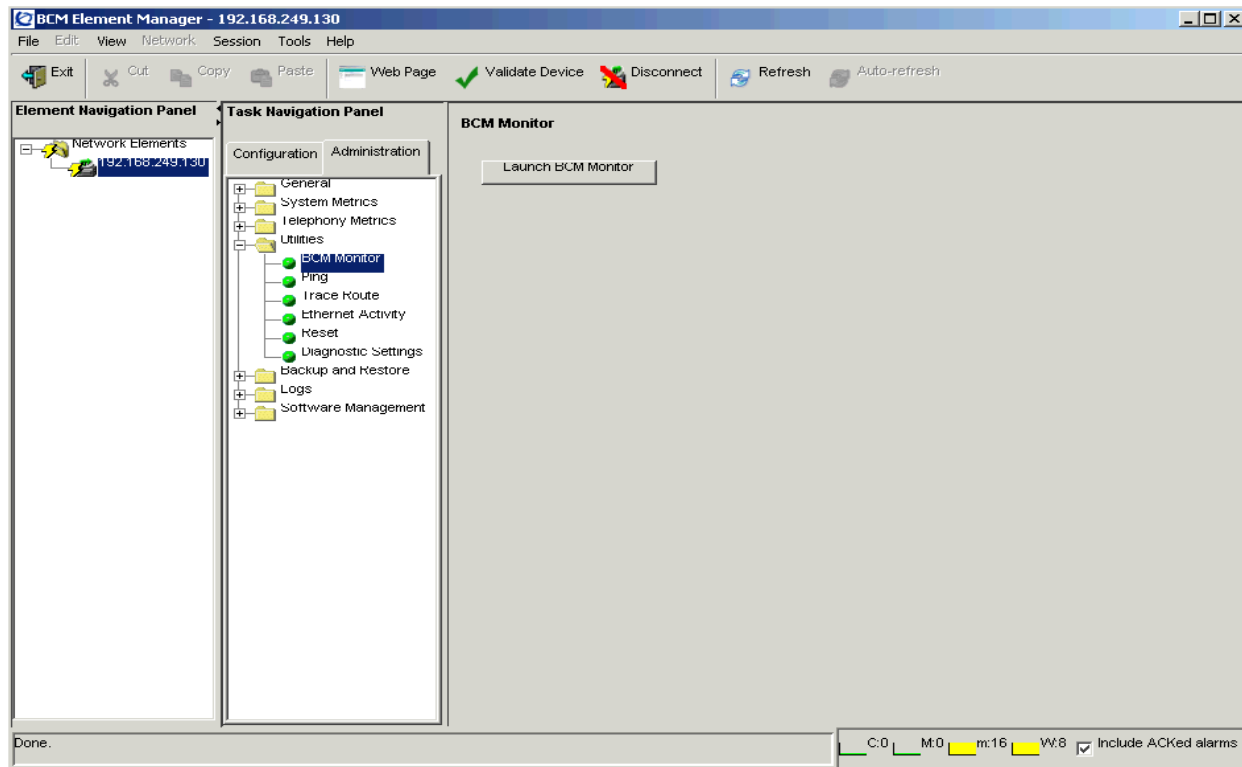 BCM Element Manager - 192.168.249.130
File Edit View Network Session Tools Help
Exit Cut Copy Paste Web Page Validate Device Disconnect Refresh Auto-refresh
Element Navigation Panel
Network Elements
192.168.249.130
Task Navigation Panel
Configuration Administration
General
System Metrics
Telephony Metrics
Utilities
BCM Monitor
Ping
Trace Route
Ethernet Activity
Reset
Diagnostic Settings
Backup and Restore
Logs
Software Management
BCM Monitor
Launch BCM Monitor
Done.
C:0 M:0 m:16 W:8 Include ACKed alarms